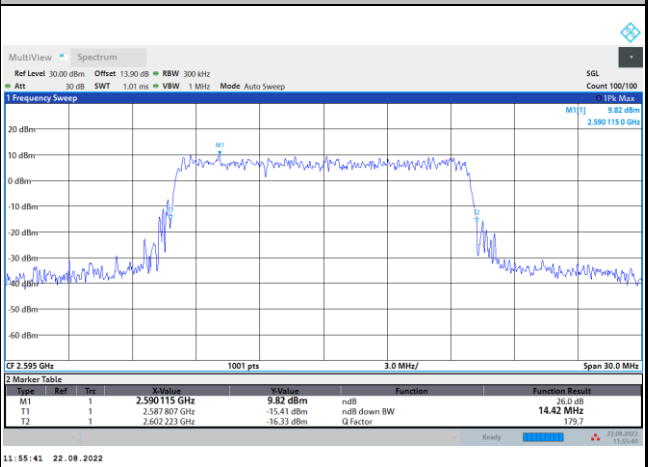 MultiView Spectrum
Ref Level 30.00 dBm Offset 13.90 dB RBW 300 kHz SGL
Att 30 dB SWT 1.01 ms VBW 1 MHz Mode Auto Sweep Count 100/100
1 Frequency Sweep 1Pk Max
M1[1] 9.82 dBm
2.590 115 0 GHz
M1
20 dBm
10 dBm
0 dBm
-10 dBm
-20 dBm
-30 dBm
-40 dBm
-50 dBm
-60 dBm
CF 2.595 GHz 1001 pts 3.0 MHz/ Span 30.0 MHz
2 Marker Table
Type Ref Trc X-Value Y-Value Function Function Result
M1 1 2.590 115 GHz 9.82 dBm ndB 26.0 dB
T1 1 2.587 807 GHz -15.41 dBm ndB down BW 14.42 MHz
T2 1 2.602 223 GHz -16.33 dBm Q Factor 179.7
Ready 22.08.2022
11:55:40
11:55:41 22.08.2022